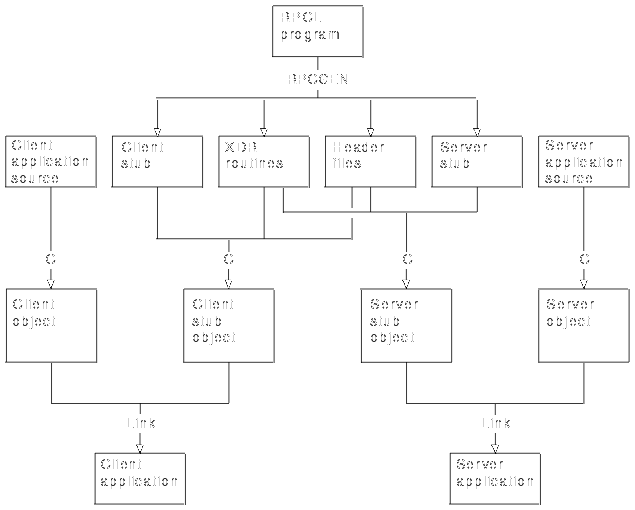 RPCL
program
RPCGEN
Client
application
source
Client
stub
XDR
routines
Header
files
Server
stub
Server
application
source
C
C
C
C
Client
object
Client
stub
object
Server
stub
object
Server
object
Link
Link
Client
application
Server
application